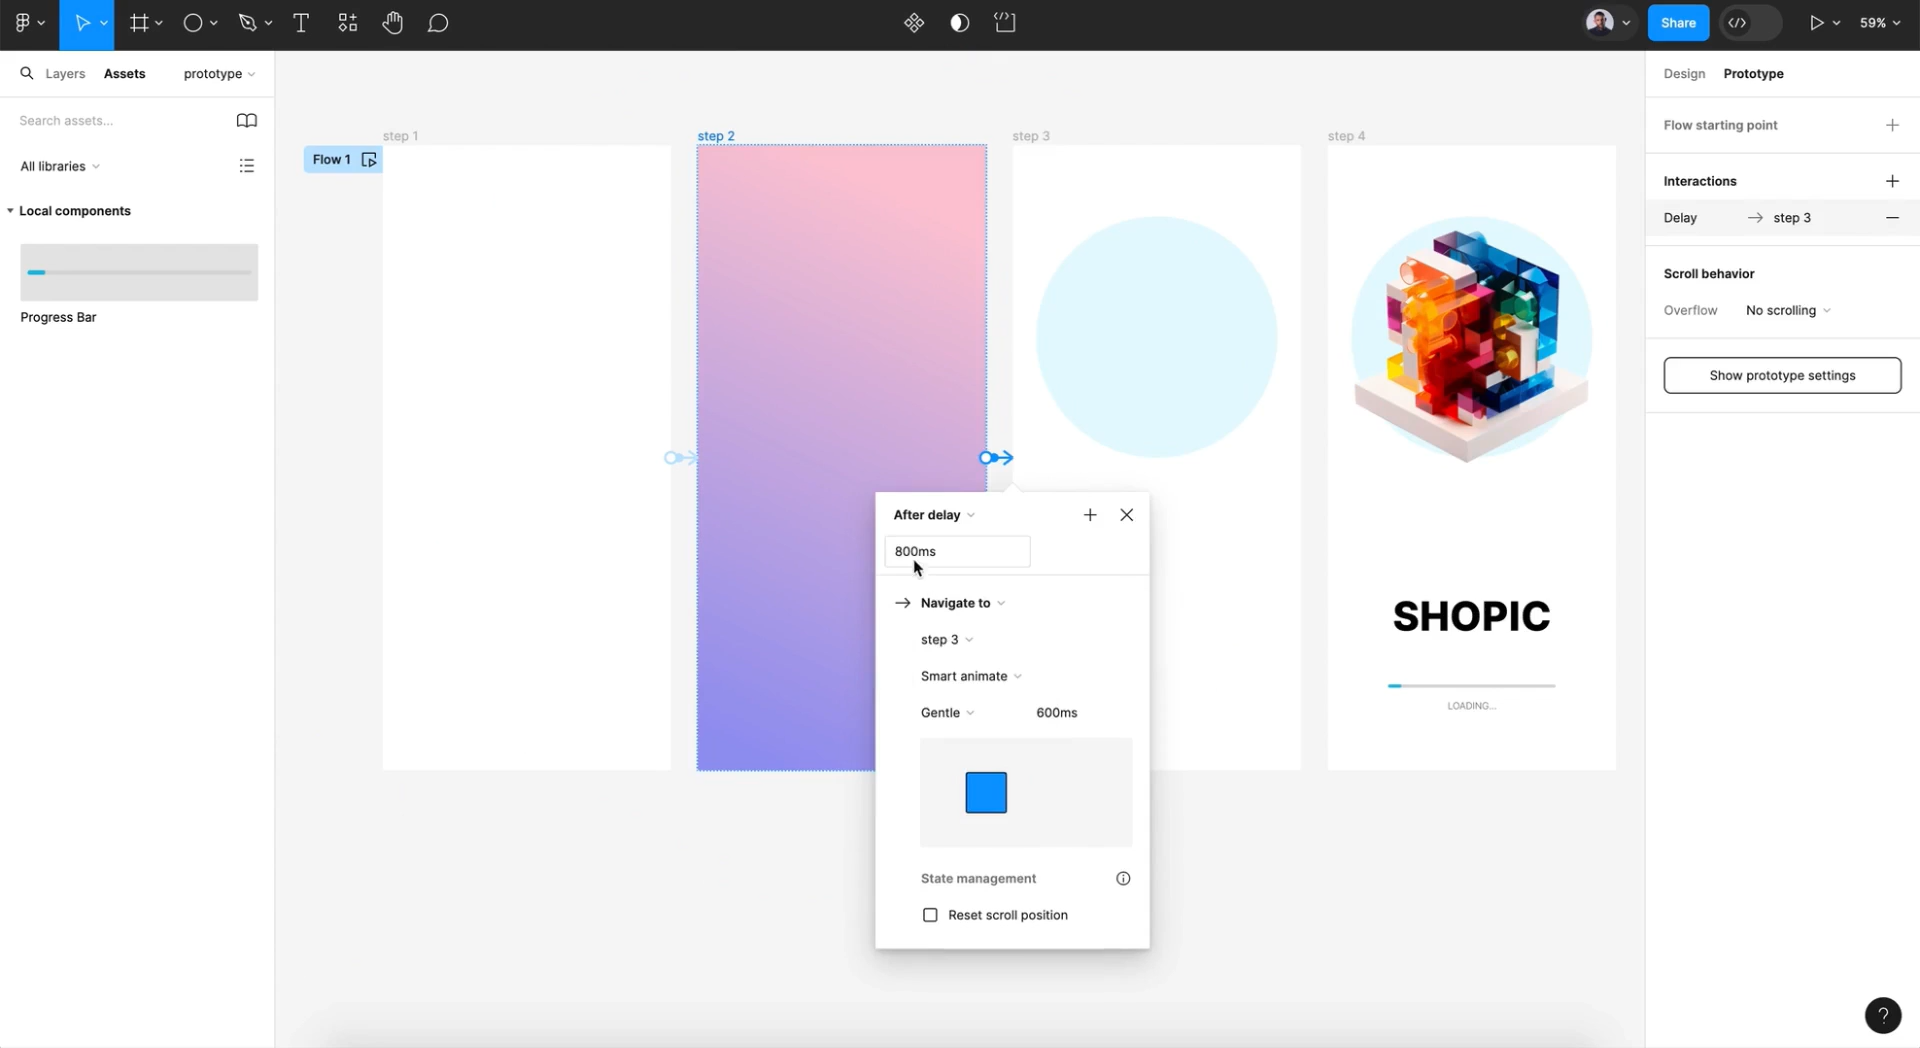 Share
59%
Layers
Assets
prototype
Search assets...
All libraries
Local components
Progress Bar
step 1
Flow 1
step 2
step 3
step 4
SHOPIC
LOADING...
After delay
800ms
Navigate to
step 3
Smart animate
Gentle
600ms
State management
Reset scroll position
Design
Prototype
Flow starting point
Interactions
Delay
step 3
Scroll behavior
Overflow
No scrolling
Show prototype settings
?